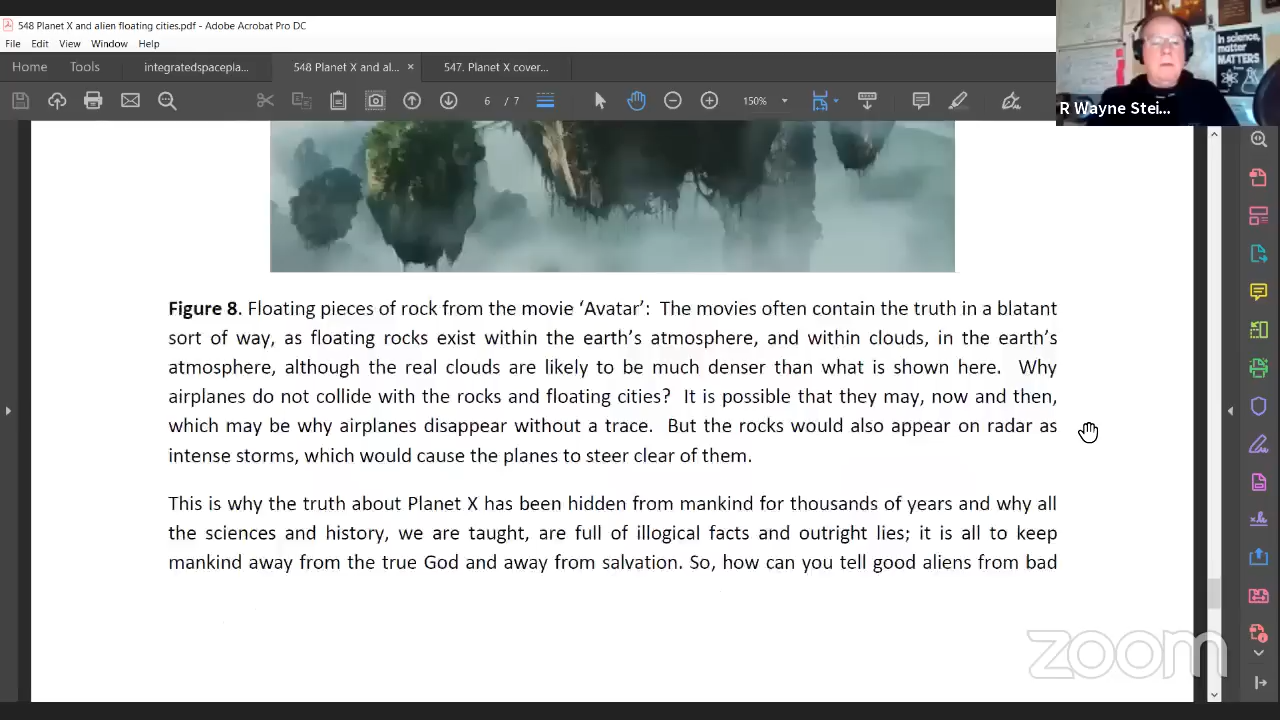 548 Planet X and alien floating cities.pdf - Adobe Acrobat Pro DC
File Edit View Window Help
Home Tools integratedspacepla... 548 Planet X and al... × 547. Planet X cover...
6 / 7 150%
In science, matter MATTERS
R Wayne Stei...
Figure 8. Floating pieces of rock from the movie ‘Avatar’: The movies often contain the truth in a blatant
sort of way, as floating rocks exist within the earth’s atmosphere, and within clouds, in the earth’s
atmosphere, although the real clouds are likely to be much denser than what is shown here. Why
airplanes do not collide with the rocks and floating cities? It is possible that they may, now and then,
which may be why airplanes disappear without a trace. But the rocks would also appear on radar as
intense storms, which would cause the planes to steer clear of them.
This is why the truth about Planet X has been hidden from mankind for thousands of years and why all
the sciences and history, we are taught, are full of illogical facts and outright lies; it is all to keep
mankind away from the true God and away from salvation. So, how can you tell good aliens from bad
zoom